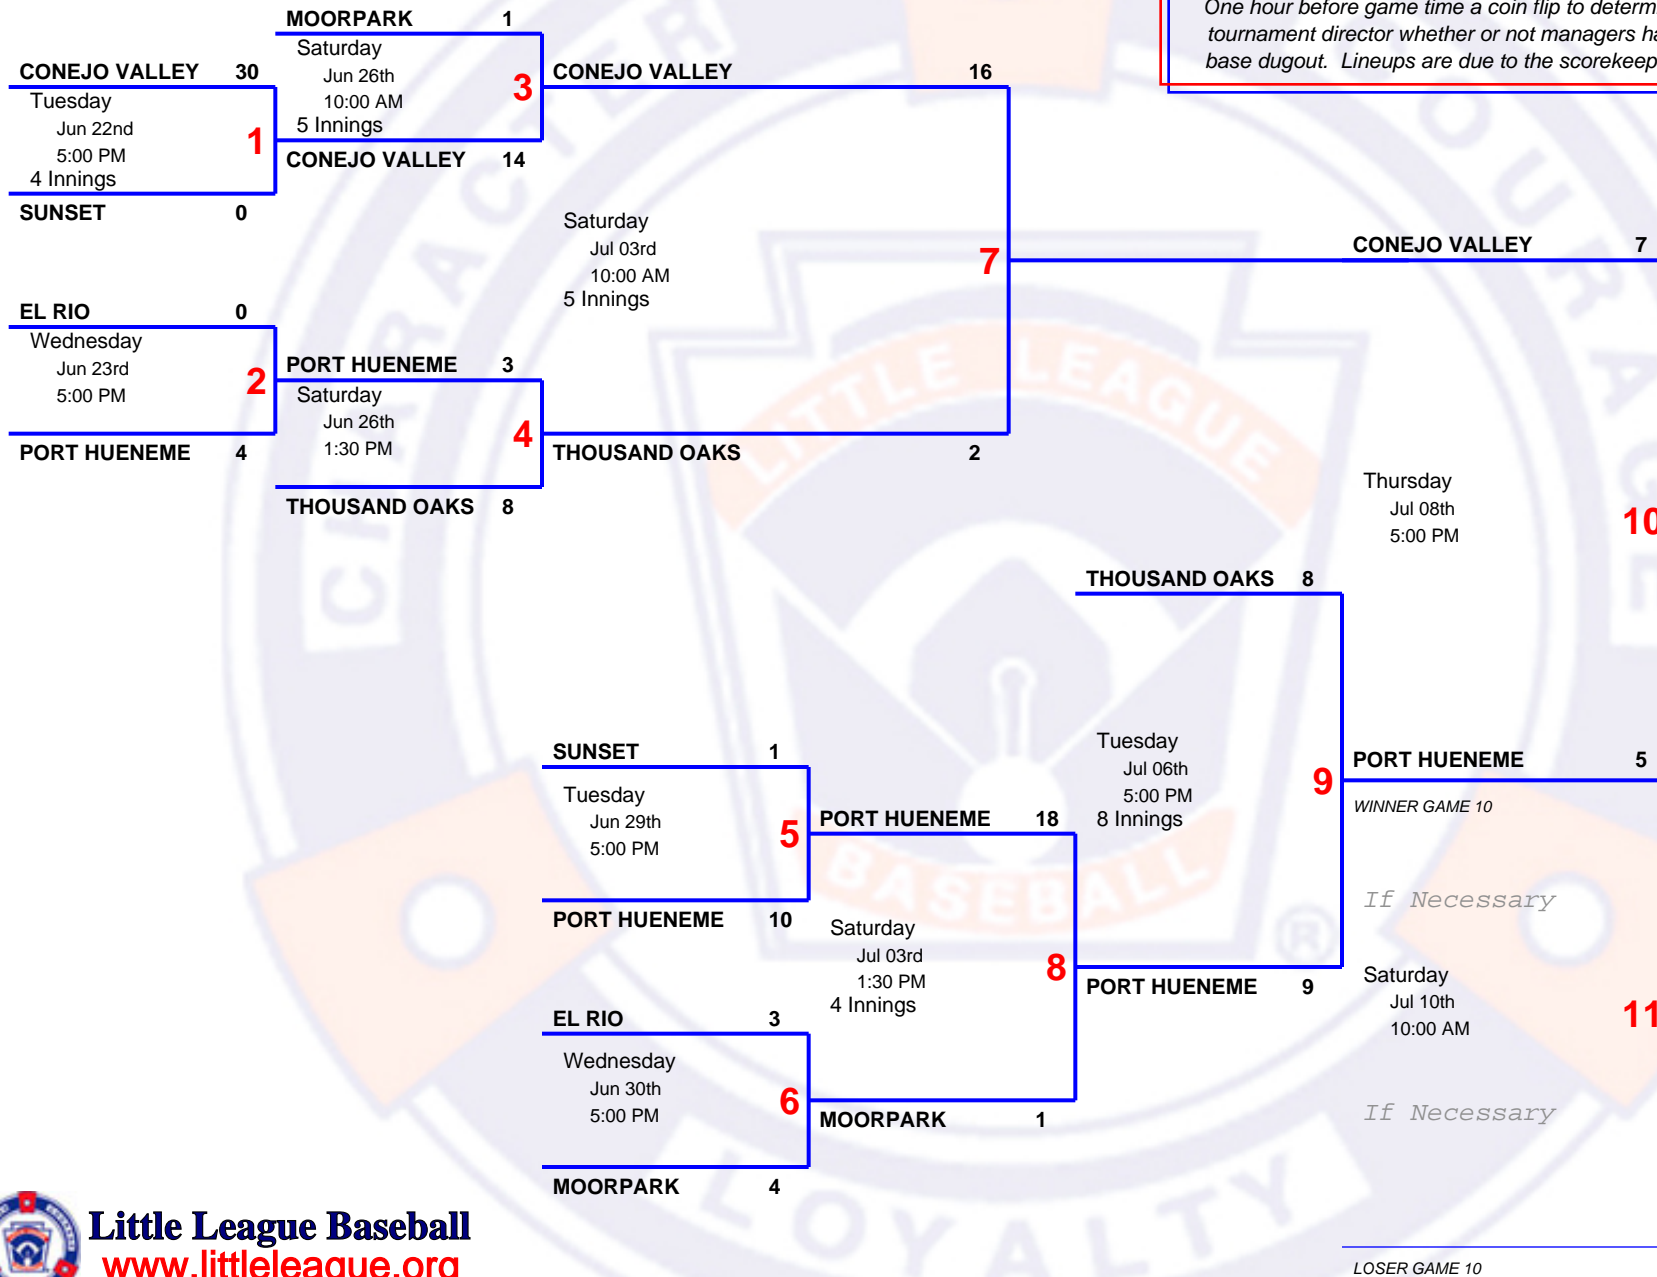 One hour before game time a coin flip to determ
tournament director whether or not managers ha
base dugout.  Lineups are due to the scorekeep
MOORPARK 1
Saturday
Jun 26th
10:00 AM
5 Innings
3
CONEJO VALLEY 14
CONEJO VALLEY 30
Tuesday
Jun 22nd
5:00 PM
4 Innings
1
SUNSET 0
CONEJO VALLEY 16
Saturday
Jul 03rd
10:00 AM
5 Innings
7
THOUSAND OAKS 2
EL RIO 0
Wednesday
Jun 23rd
5:00 PM
2
PORT HUENEME 4
PORT HUENEME 3
Saturday
Jun 26th
1:30 PM
4
THOUSAND OAKS 8
CONEJO VALLEY 7
Thursday
Jul 08th
5:00 PM
10
THOUSAND OAKS 8
Tuesday
Jul 06th
5:00 PM
8 Innings
9
PORT HUENEME 9
SUNSET 1
Tuesday
Jun 29th
5:00 PM
5
PORT HUENEME 10
PORT HUENEME 18
Saturday
Jul 03rd
1:30 PM
4 Innings
8
MOORPARK 1
EL RIO 3
Wednesday
Jun 30th
5:00 PM
6
MOORPARK 4
PORT HUENEME 5
WINNER GAME 10
If Necessary
Saturday
Jul 10th
10:00 AM
11
If Necessary
LOSER GAME 10
Little League Baseball
www.littleleague.org
CHARACTER
COURAGE
LOYALTY
LITTLE LEAGUE
BASEBALL
®